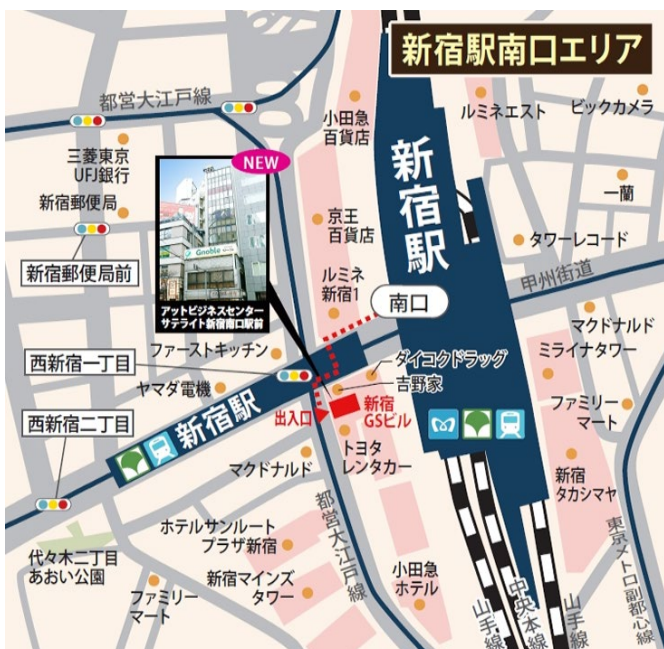 新宿駅南口エリア
都営大江戸線
小田急
百貨店
ルミネエスト
ビックカメラ
三菱東京
UFJ銀行
NEW
新宿駅
一蘭
新宿郵便局
京王
百貨店
タワーレコード
Gnoble
新宿郵便局前
アットビジネスセンター
サテライト新宿南口駅前
ルミネ
新宿1
南口
甲州街道
マクドナルド
ミライナタワー
ファーストキッチン
ダイコクドラッグ
西新宿一丁目
ヤマダ電機
吉野家
新宿
GSビル
出入口
ファミリー
マート
西新宿二丁目
新宿駅
トヨタ
レンタカー
マクドナルド
新宿
タカシマヤ
都営大江戸線
ホテルサンルート
プラザ新宿
代々木二丁目
あおい公園
新宿マインズ
タワー
小田急
ホテル
ファミリー
マート
山手線
中央本線
山手線
東京メトロ副都心線